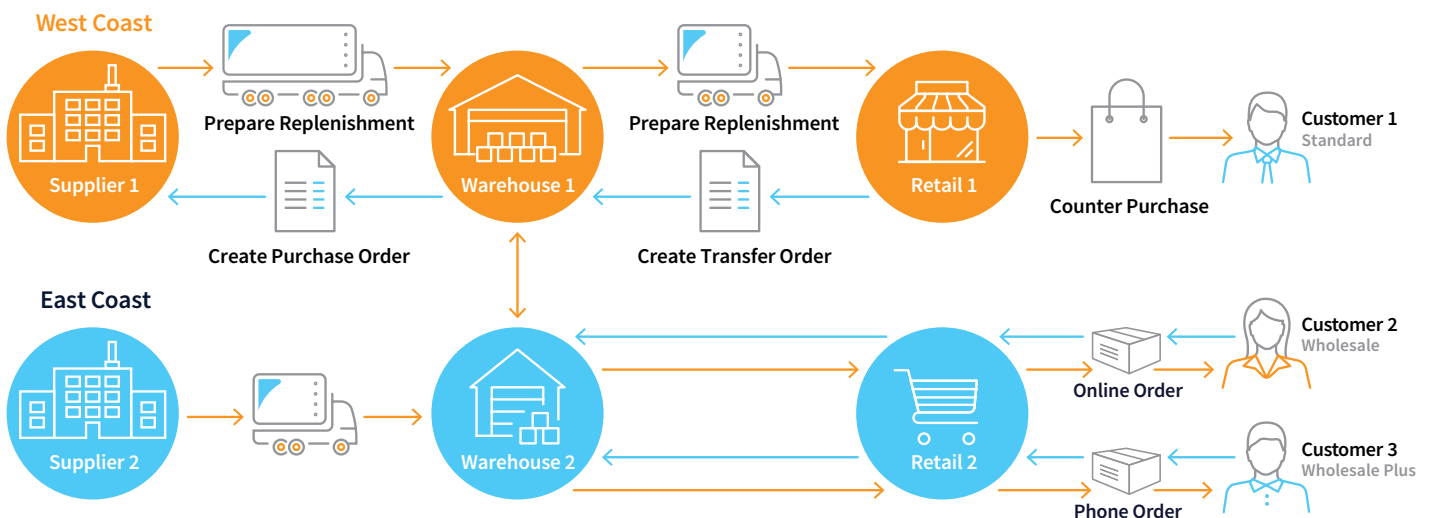 West Coast
Prepare Replenishment
Prepare Replenishment
Customer 1
Standard
Supplier 1
Warehouse 1
Retail 1
Counter Purchase
Create Purchase Order
Create Transfer Order
East Coast
Customer 2
Wholesale
Online Order
Customer 3
Wholesale Plus
Supplier 2
Warehouse 2
Retail 2
Phone Order